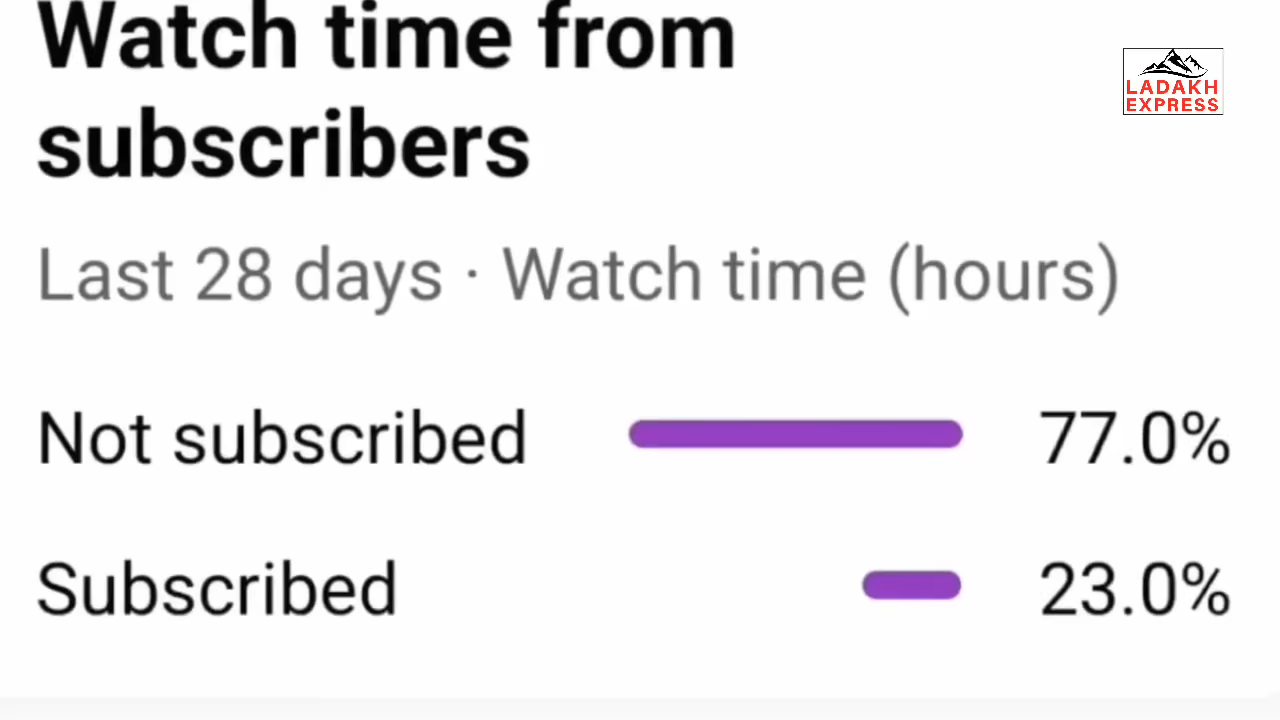 Watch time from
subscribers
LADAKH
EXPRESS
Last 28 days · Watch time (hours)
Not subscribed 77.0%
Subscribed 23.0%